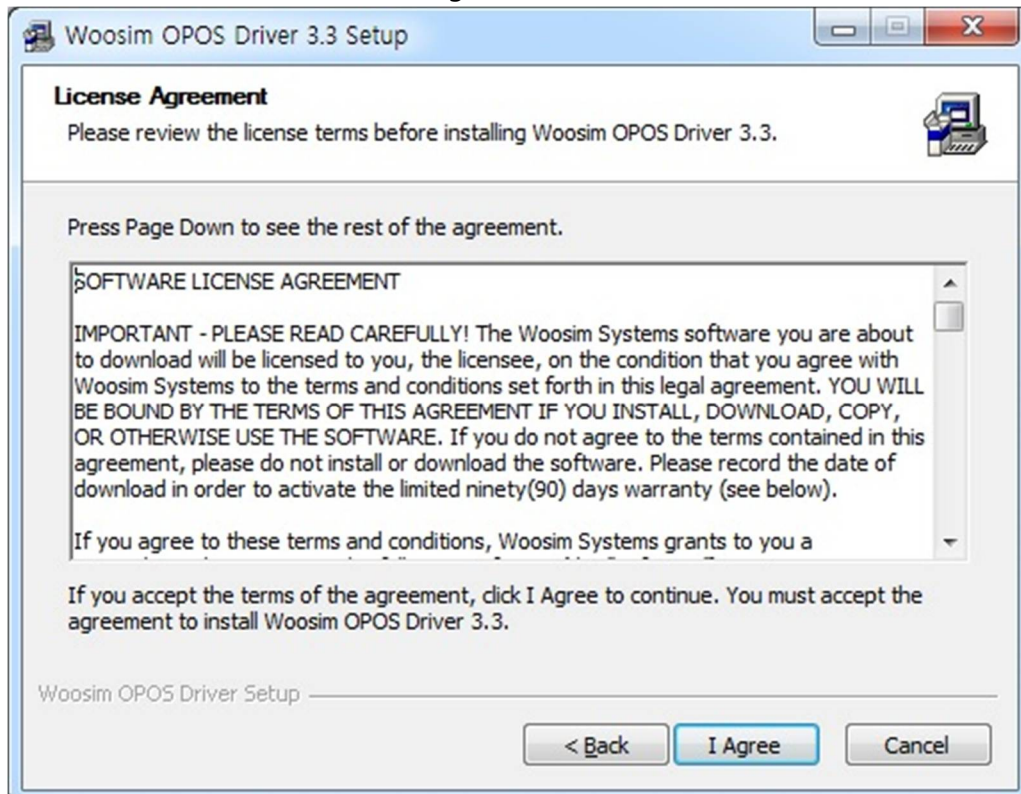 Woosim OPOS Driver 3.3 Setup
License Agreement
Please review the license terms before installing Woosim OPOS Driver 3.3.
Press Page Down to see the rest of the agreement.
SOFTWARE LICENSE AGREEMENT
IMPORTANT - PLEASE READ CAREFULLY! The Woosim Systems software you are about
to download will be licensed to you, the licensee, on the condition that you agree with
Woosim Systems to the terms and conditions set forth in this legal agreement. YOU WILL
BE BOUND BY THE TERMS OF THIS AGREEMENT IF YOU INSTALL, DOWNLOAD, COPY,
OR OTHERWISE USE THE SOFTWARE. If you do not agree to the terms contained in this
agreement, please do not install or download the software. Please record the date of
download in order to activate the limited ninety(90) days warranty (see below).
If you agree to these terms and conditions, Woosim Systems grants to you a
If you accept the terms of the agreement, click I Agree to continue. You must accept the
agreement to install Woosim OPOS Driver 3.3.
Woosim OPOS Driver Setup
< Back
I Agree
Cancel